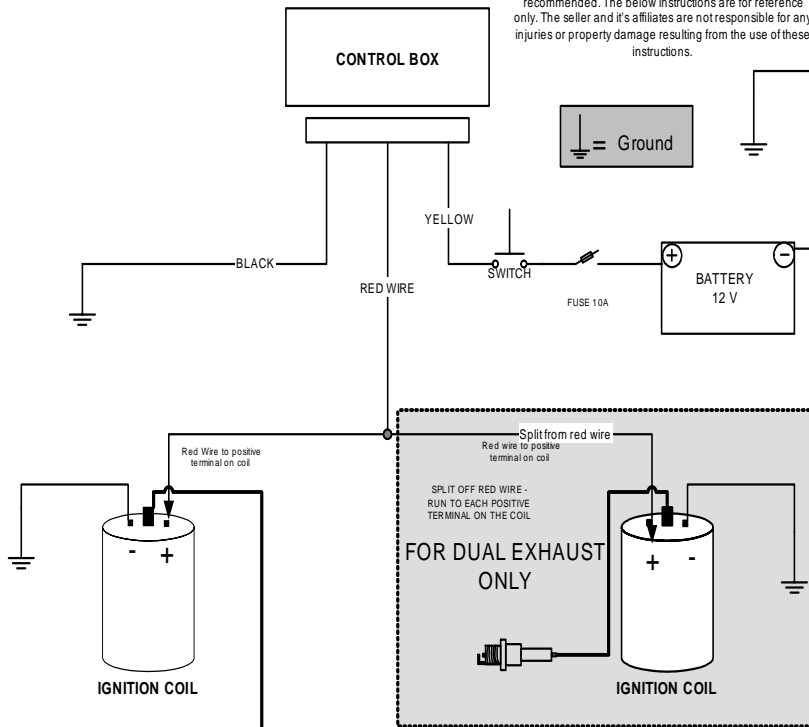 recommended. The below instructions are for reference
only. The seller and it's affiliates are not responsible for any
injuries or property damage resulting from the use of these
instructions.
CONTROL BOX
= Ground
YELLOW
BLACK
RED WIRE
SWITCH
FUSE 10A
+
-
BATTERY
12 V
Red Wire to positive
terminal on coil
Split from red wire
Red wire to positive
terminal on coil
SPLIT OFF RED WIRE -
RUN TO EACH POSITIVE
TERMINAL ON THE COIL
FOR DUAL EXHAUST
ONLY
- +
+ -
IGNITION COIL
IGNITION COIL